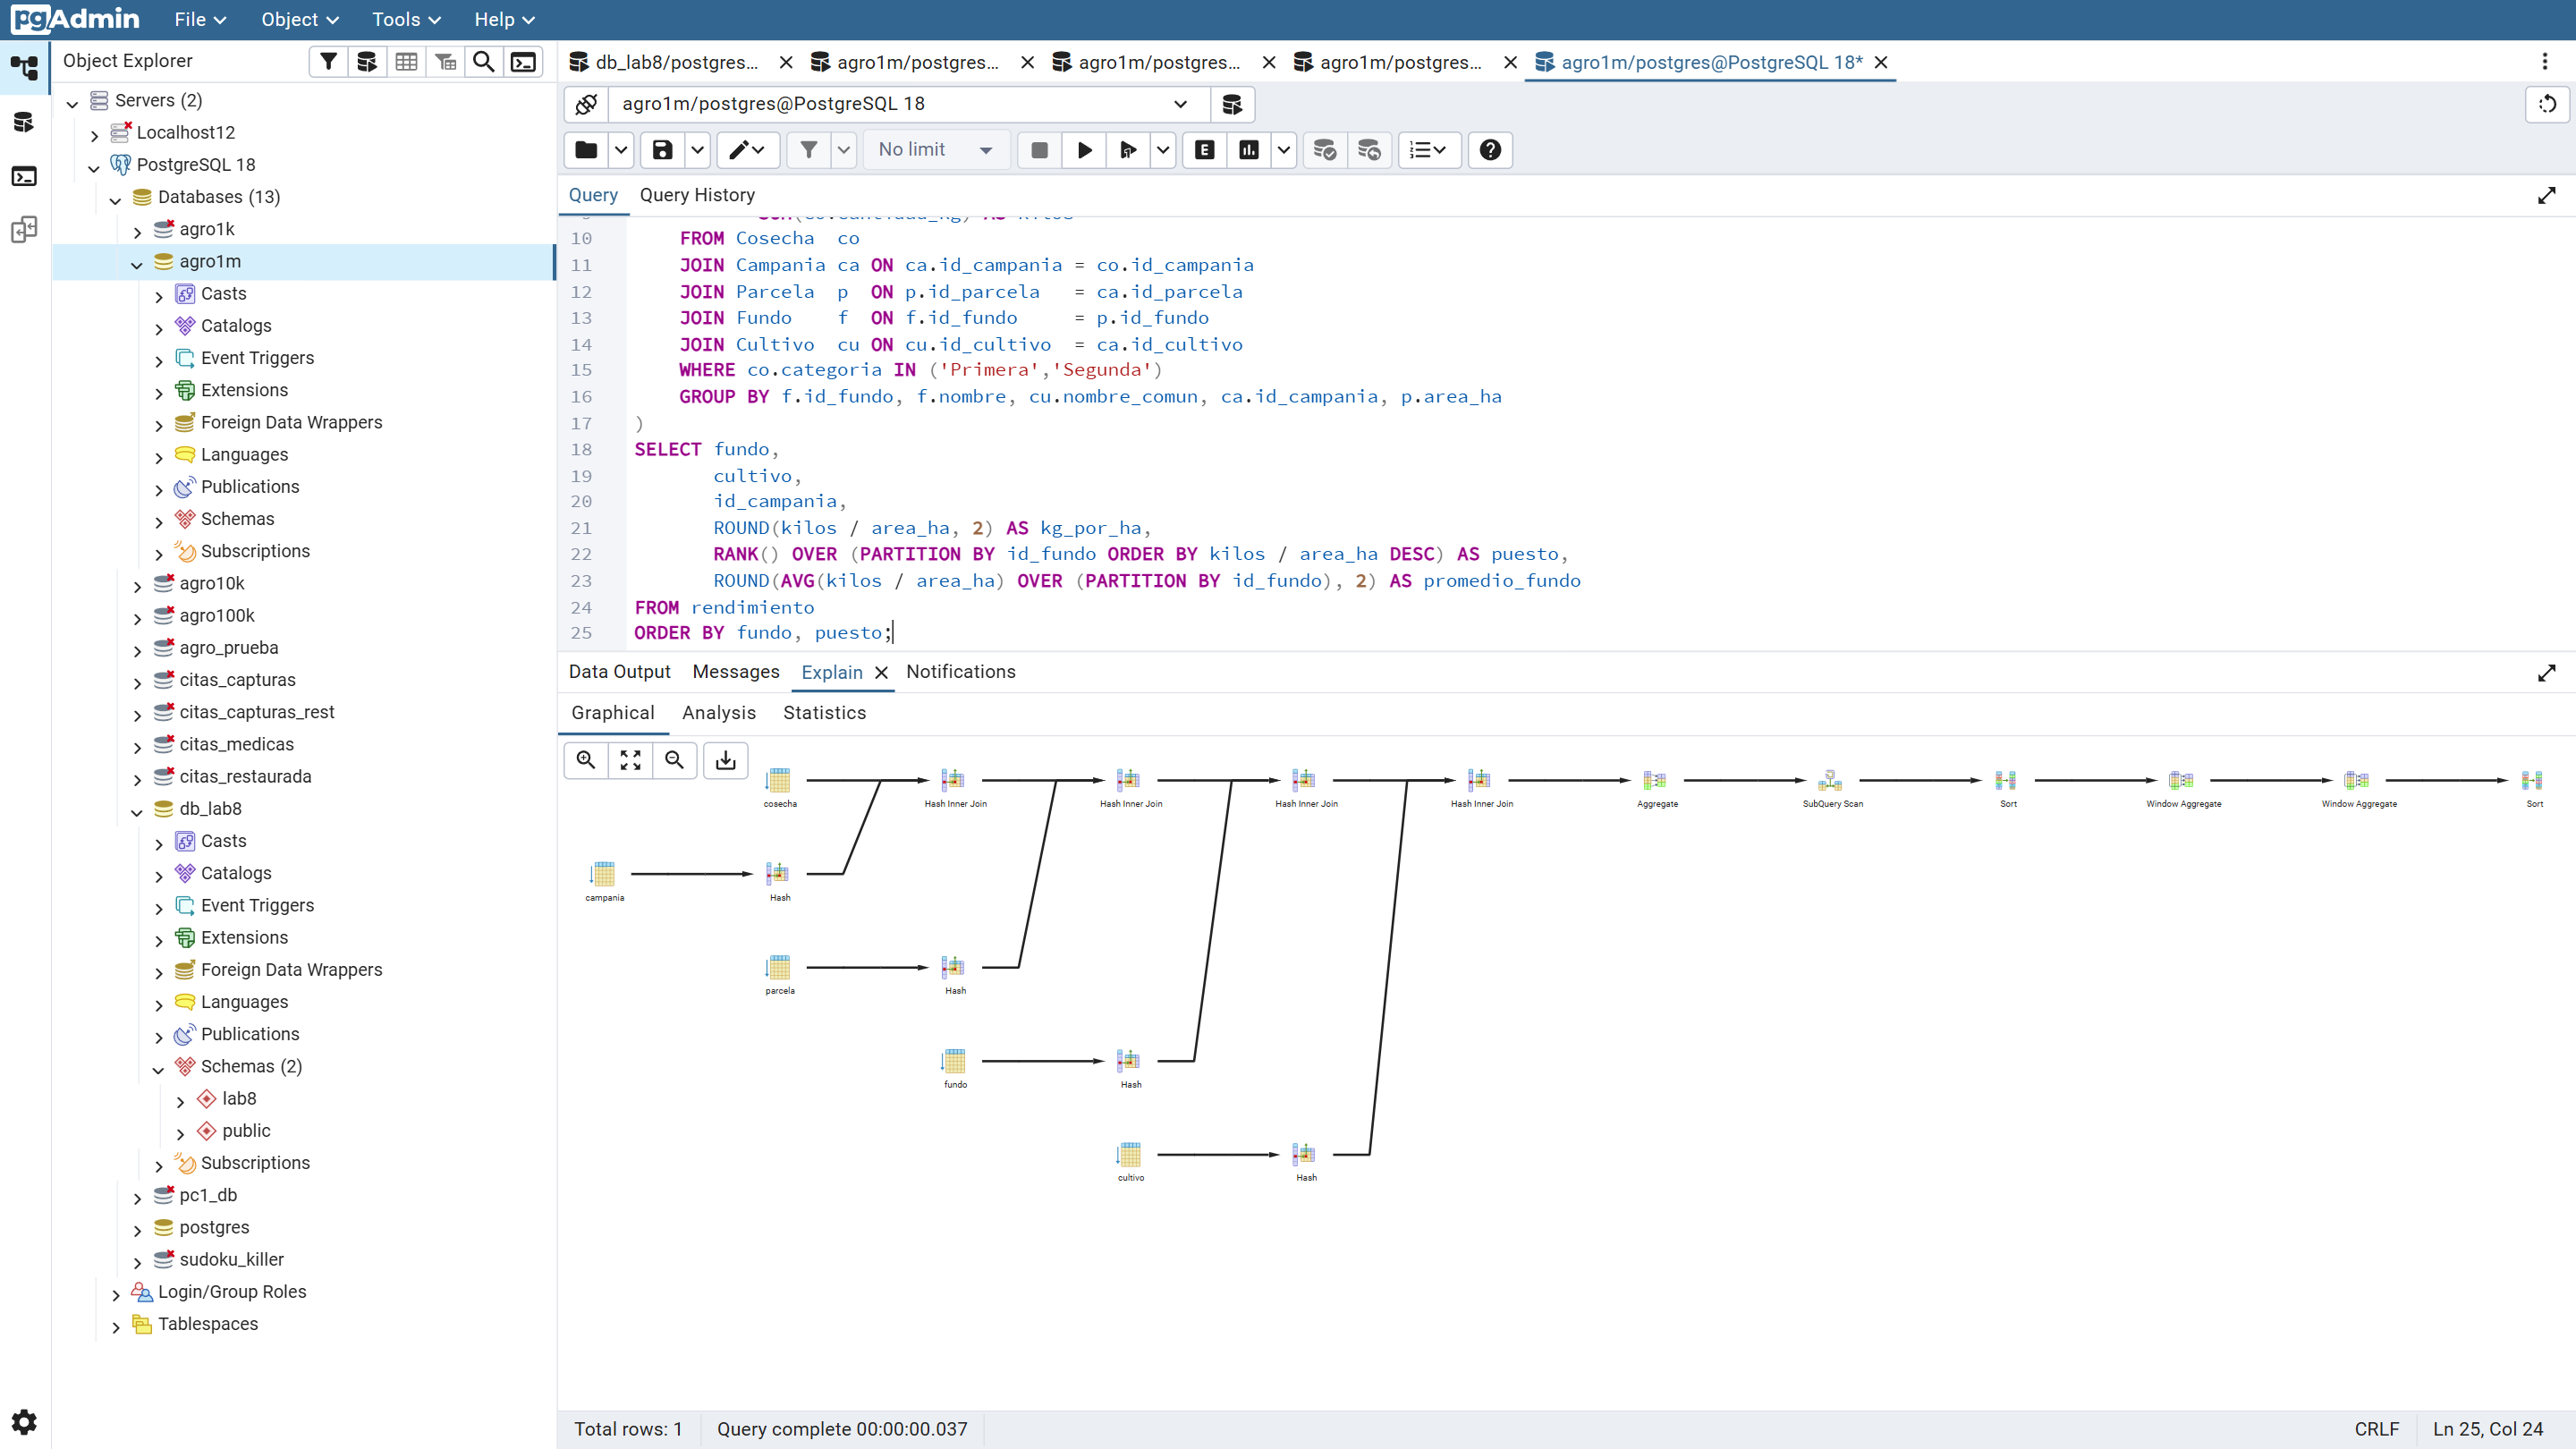 pgAdmin File Object Tools Help
Object Explorer
db_lab8/postgres... agro1m/postgres... agro1m/postgres... agro1m/postgres... agro1m/postgres@PostgreSQL 18*
Servers (2)
Localhost12
PostgreSQL 18
Databases (13)
agro1k
agro1m
Casts
Catalogs
Event Triggers
Extensions
Foreign Data Wrappers
Languages
Publications
Schemas
Subscriptions
agro10k
agro100k
agro_prueba
citas_capturas
citas_capturas_rest
citas_medicas
citas_restaurada
db_lab8
Casts
Catalogs
Event Triggers
Extensions
Foreign Data Wrappers
Languages
Publications
Schemas (2)
lab8
public
Subscriptions
pc1_db
postgres
sudoku_killer
Login/Group Roles
Tablespaces
agro1m/postgres@PostgreSQL 18
No limit
E
Query Query History
10 FROM Cosecha co
11 JOIN Campania ca ON ca.id_campania = co.id_campania
12 JOIN Parcela p ON p.id_parcela = ca.id_parcela
13 JOIN Fundo f ON f.id_fundo = p.id_fundo
14 JOIN Cultivo cu ON cu.id_cultivo = ca.id_cultivo
15 WHERE co.categoria IN ('Primera','Segunda')
16 GROUP BY f.id_fundo, f.nombre, cu.nombre_comun, ca.id_campania, p.area_ha
17 )
18 SELECT fundo,
19 cultivo,
20 id_campania,
21 ROUND(kilos / area_ha, 2) AS kg_por_ha,
22 RANK() OVER (PARTITION BY id_fundo ORDER BY kilos / area_ha DESC) AS puesto,
23 ROUND(AVG(kilos / area_ha) OVER (PARTITION BY id_fundo), 2) AS promedio_fundo
24 FROM rendimiento
25 ORDER BY fundo, puesto;
Data Output Messages Explain Notifications
Graphical Analysis Statistics
cosecha Hash Inner Join Hash Inner Join Hash Inner Join Hash Inner Join Aggregate SubQuery Scan Sort Window Aggregate Window Aggregate Sort
campania Hash
parcela Hash
fundo Hash
cultivo Hash
Total rows: 1 Query complete 00:00:00.037 CRLF Ln 25, Col 24